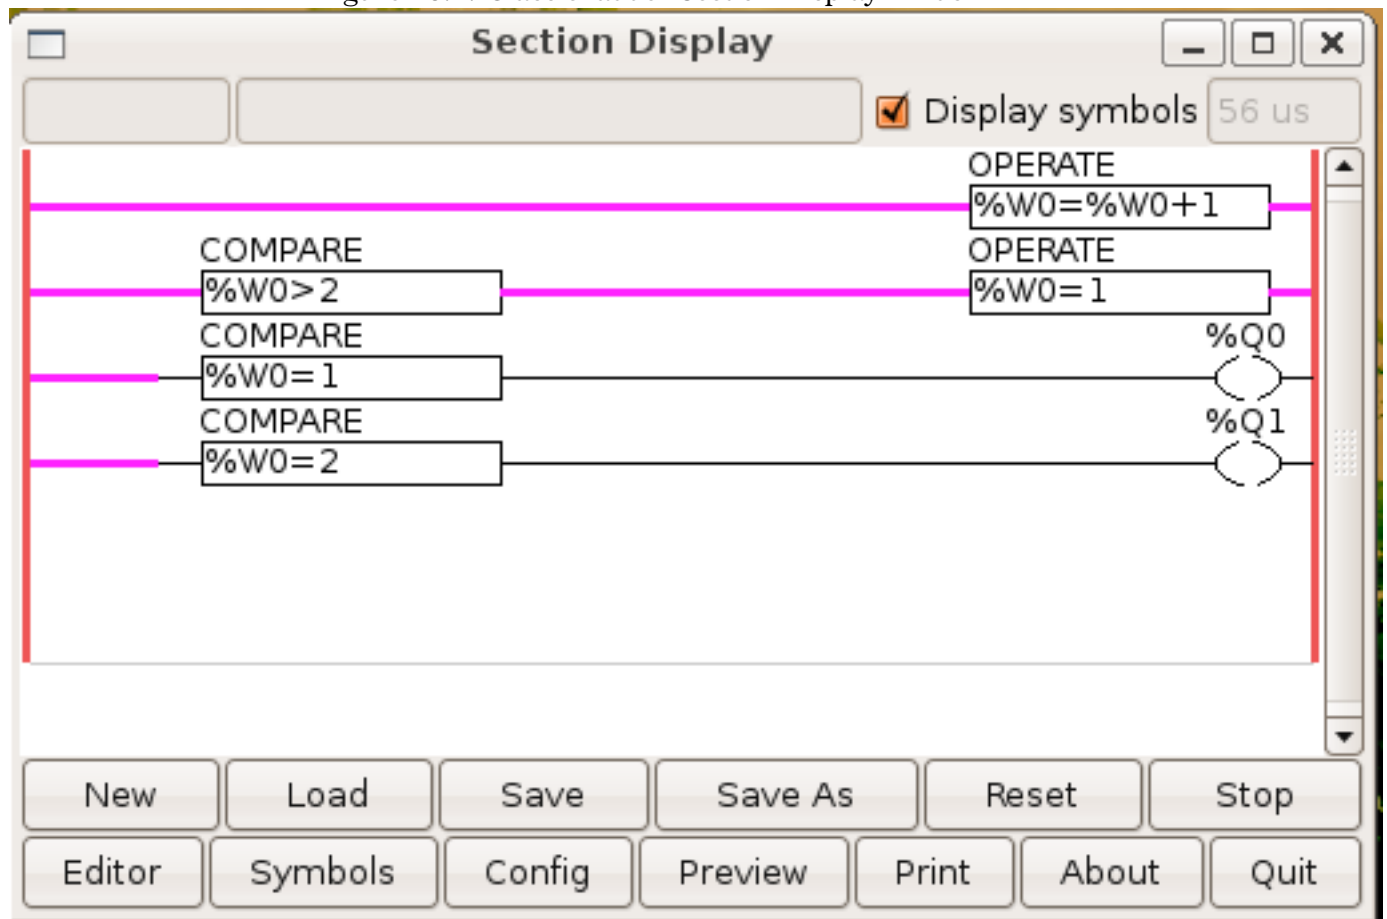 Section Display
Display symbols 56 us
OPERATE
%W0=%W0+1
COMPARE OPERATE
%W0>2 %W0=1
COMPARE %Q0
%W0=1
COMPARE %Q1
%W0=2
New Load Save Save As Reset Stop
Editor Symbols Config Preview Print About Quit